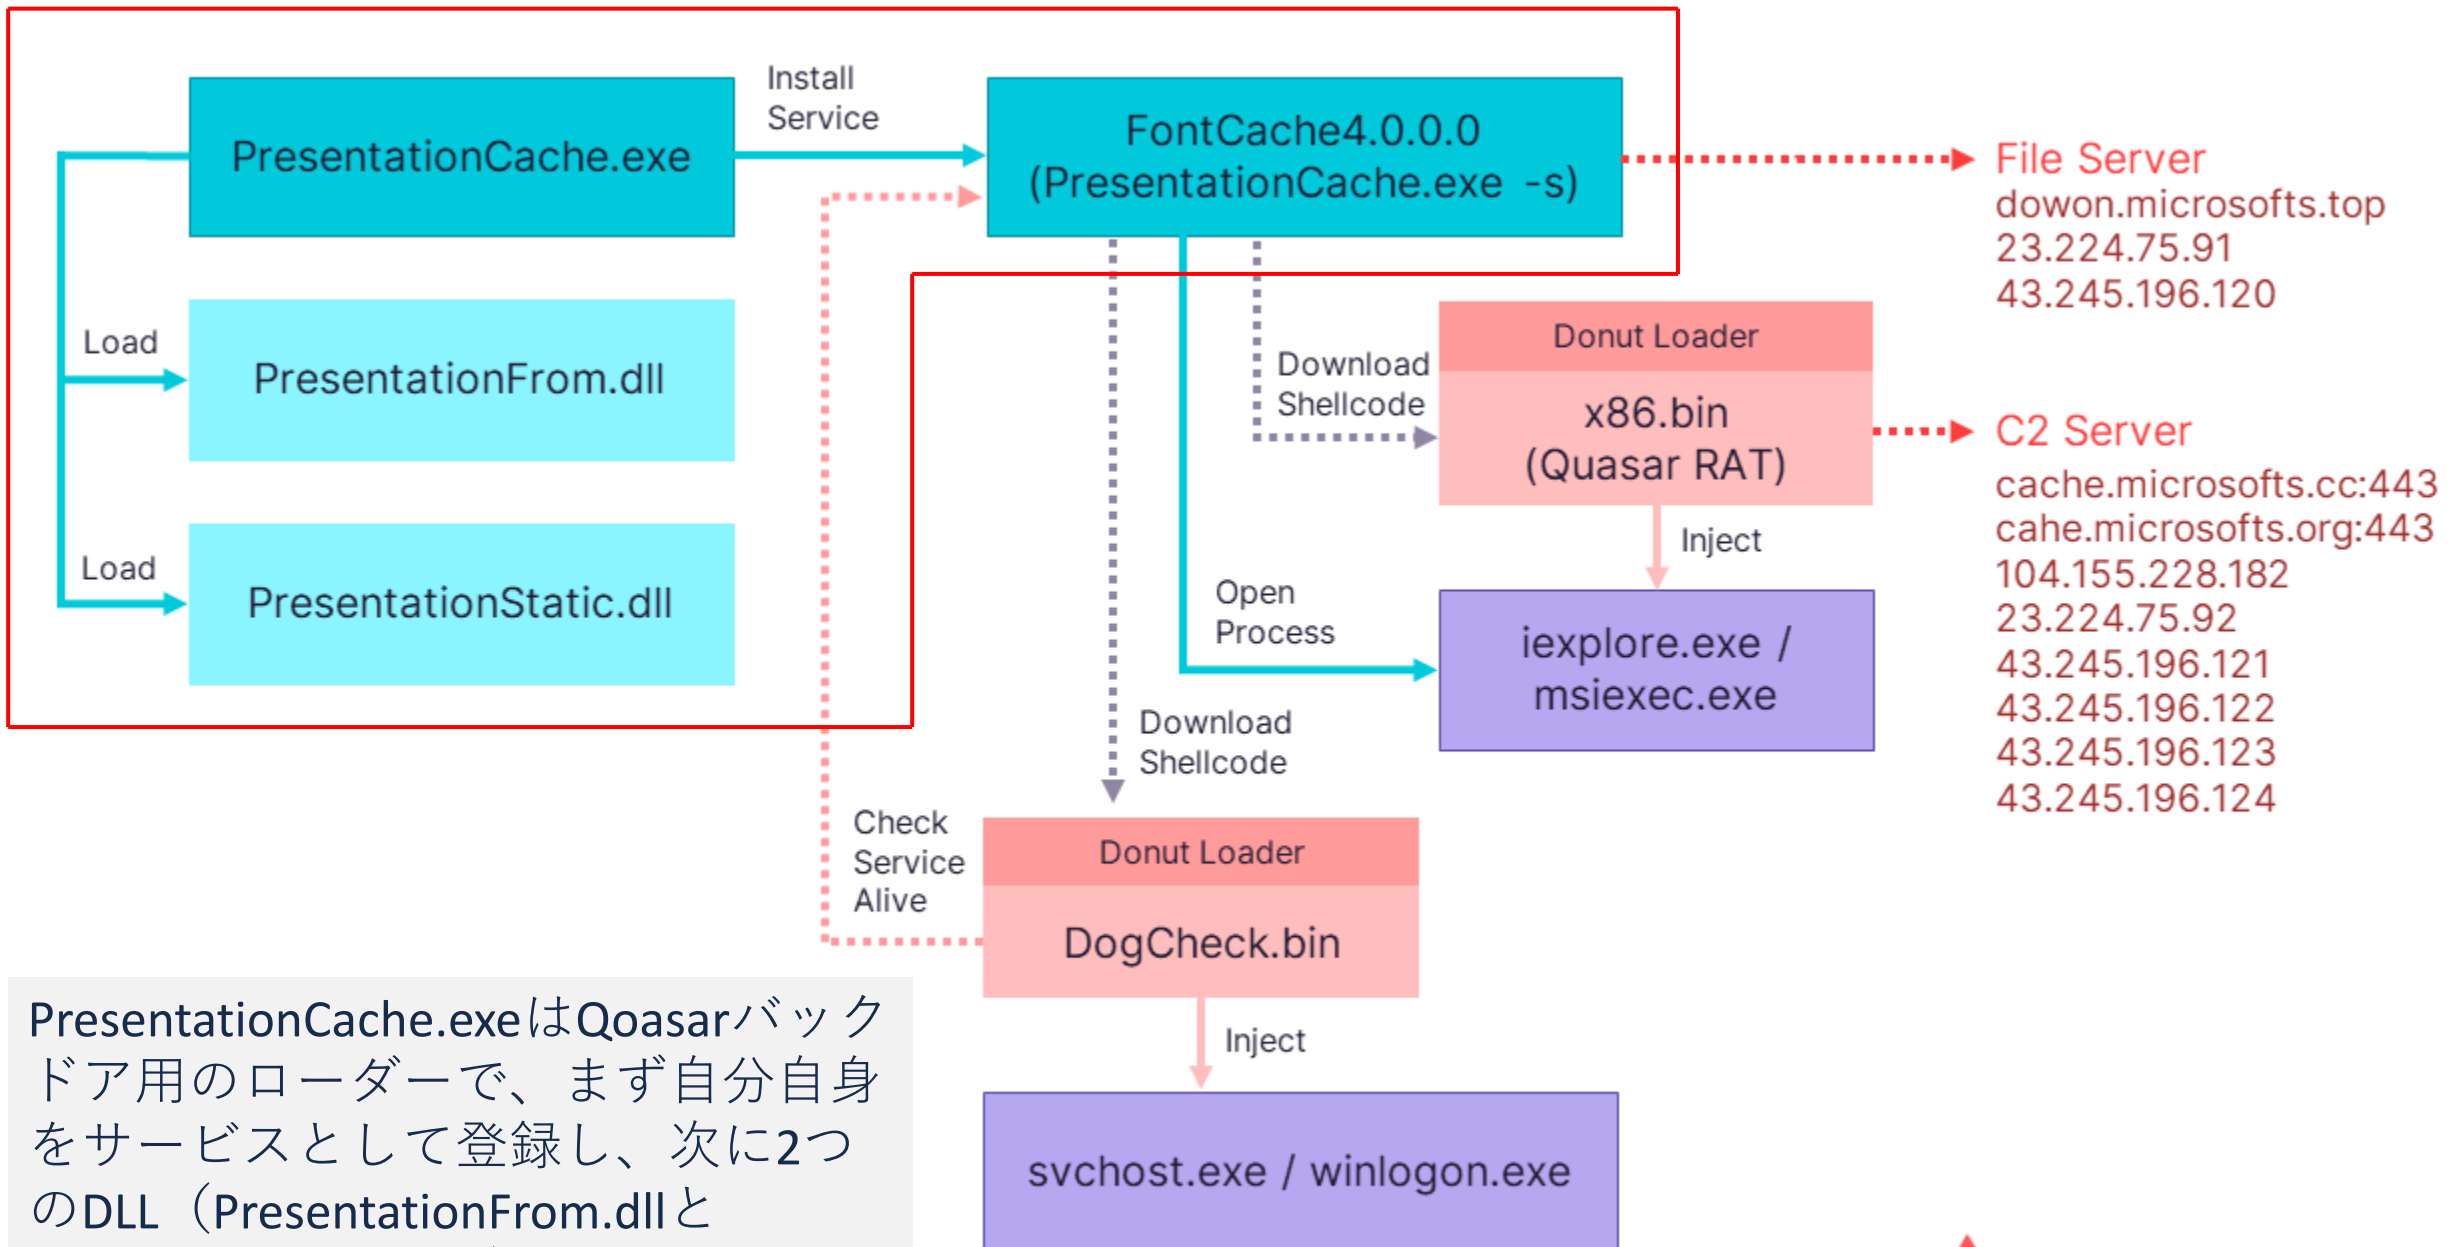 Install
Service
PresentationCache.exe
FontCache4.0.0.0
(PresentationCache.exe -s)
File Server
dowon.microsofts.top
23.224.75.91
43.245.196.120
Load
PresentationFrom.dll
Donut Loader
Download
Shellcode
x86.bin
(Quasar RAT)
C2 Server
cache.microsofts.cc:443
cahe.microsofts.org:443
104.155.228.182
23.224.75.92
43.245.196.121
43.245.196.122
43.245.196.123
43.245.196.124
Inject
Load
PresentationStatic.dll
Open
Process
iexplore.exe /
msiexec.exe
Download
Shellcode
Check
Service
Alive
Donut Loader
DogCheck.bin
Inject
svchost.exe / winlogon.exe
PresentationCache.exeはQoasarバック
ドア用のローダーで、まず自分自身
をサービスとして登録し、次に2つ
のDLL（PresentationFrom.dllと